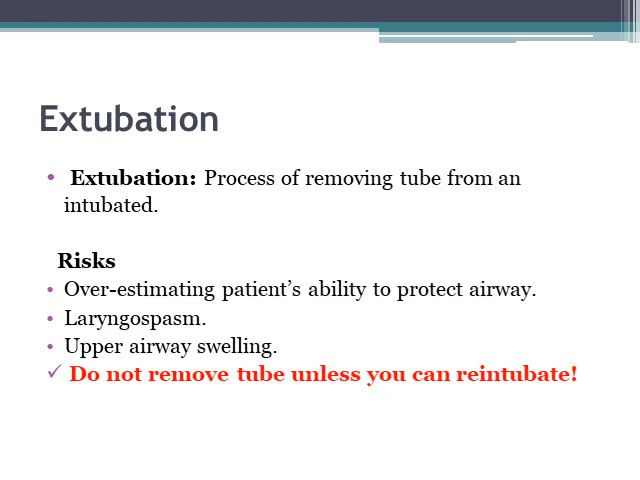 Extubation
• Extubation: Process of removing tube from an
intubated.
Risks
• Over-estimating patient’s ability to protect airway.
• Laryngospasm.
• Upper airway swelling.
✓ Do not remove tube unless you can reintubate!